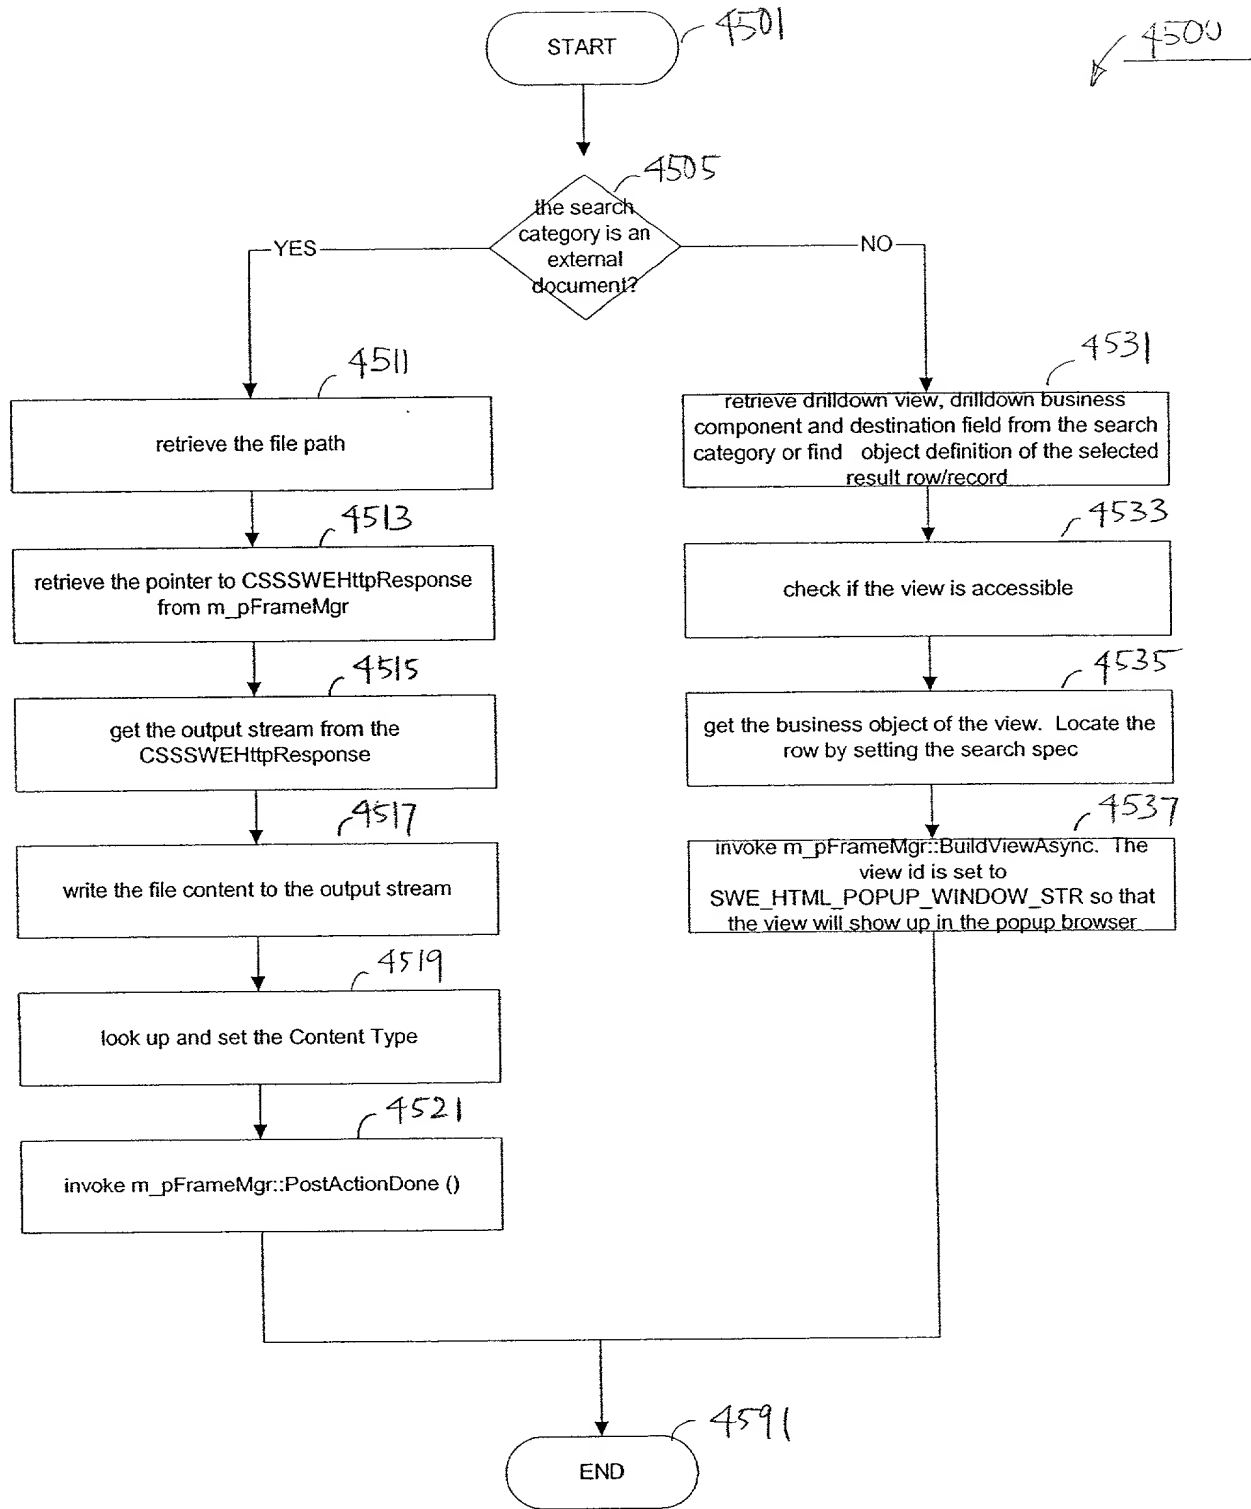 START
4501
4500
4505
the search
category is an
external
document?
YES
NO
4511
retrieve the file path
4513
retrieve the pointer to CSSSWEHttpResponse
from m_pFrameMgr
4515
get the output stream from the
CSSSWEHttpResponse
4517
write the file content to the output stream
4519
look up and set the Content Type
4521
invoke m_pFrameMgr::PostActionDone ()
4531
retrieve drilldown view, drilldown business
component and destination field from the search
category or find object definition of the selected
result row/record
4533
check if the view is accessible
4535
get the business object of the view. Locate the
row by setting the search spec
4537
invoke m_pFrameMgr::BuildViewAsync. The
view id is set to
SWE_HTML_POPUP_WINDOW_STR so that
the view will show up in the popup browser
4591
END